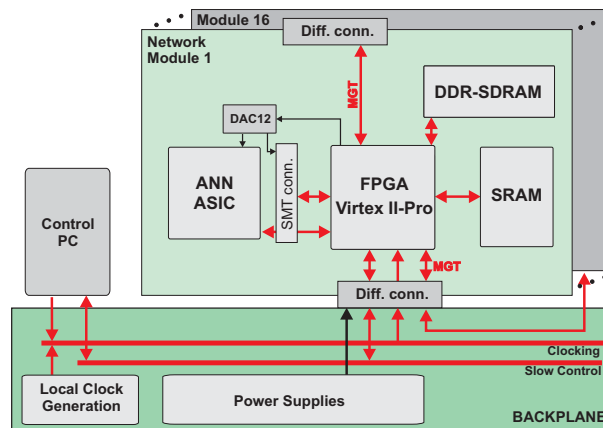 Module 16
Network
Module 1
Diff. conn.
MGT
DDR-SDRAM
DAC12
ANN
ASIC
SMT conn.
FPGA
Virtex II-Pro
SRAM
Control
PC
MGT
Diff. conn.
Clocking
Slow Control
Local Clock
Generation
Power Supplies
BACKPLANE